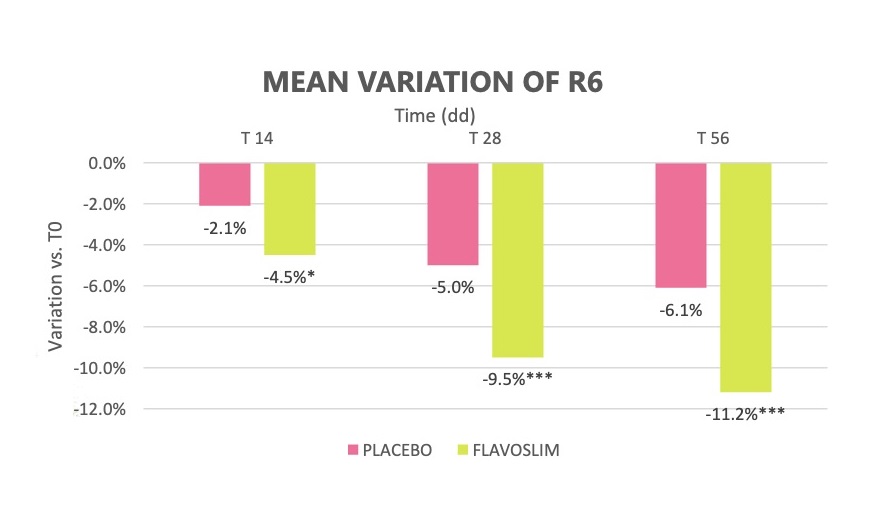 MEAN VARIATION OF R6
Time (dd)
T 14 T 28 T 56
0.0%
-2.0%
-4.0%
-6.0%
-8.0%
-10.0%
-12.0%
Variation vs. T0
-2.1%
-4.5%*
-5.0%
-9.5%***
-6.1%
-11.2%***
PLACEBO FLAVOSLIM